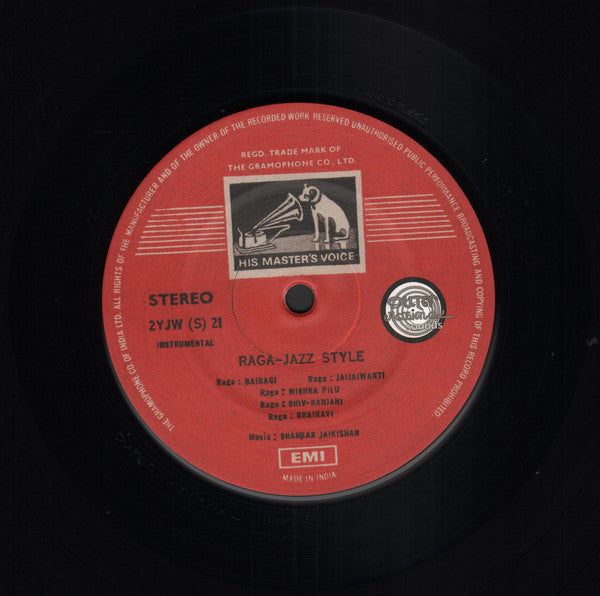 THE GRAMOPHONE CO. OF INDIA LTD. ALL RIGHTS OF THE MANUFACTURER AND OF THE OWNER OF THE RECORDED WORK RESERVED UNAUTHORISED PUBLIC PERFORMANCE BROADCASTING AND COPYING OF THIS RECORD PROHIBITED
REGD. TRADE MARK OF
THE GRAMOPHONE CO., LTD.
HIS MASTER'S VOICE
STEREO
2YJW (S) 2
INSTRUMENTAL
sounds
RAGA-JAZZ STYLE
Raga : BAIRAGI Raga : JAIJAIWANTI
Raga : MISHRA PILU
Raga : SHIV-RANJANI
Raga : BHAIRAVI
Music : SHANKAR JAIKISHAN
EMI
MADE IN INDIA